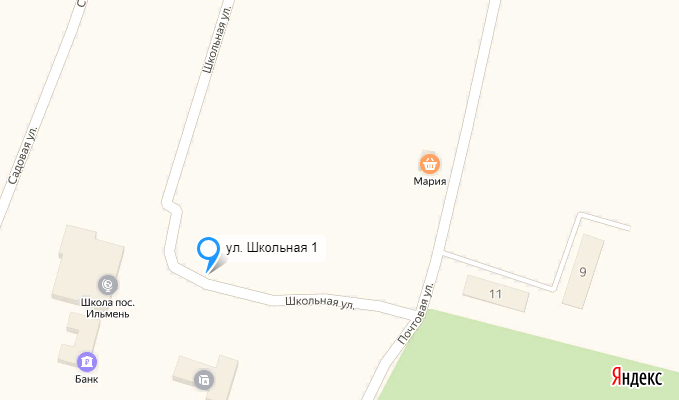 С
Школьная ул.
Садовая ул.
Мария
ул. Школьная 1
9
11
Школа пос.
Ильмень
Школьная ул.
Почтовая ул.
Банк
Яндекс